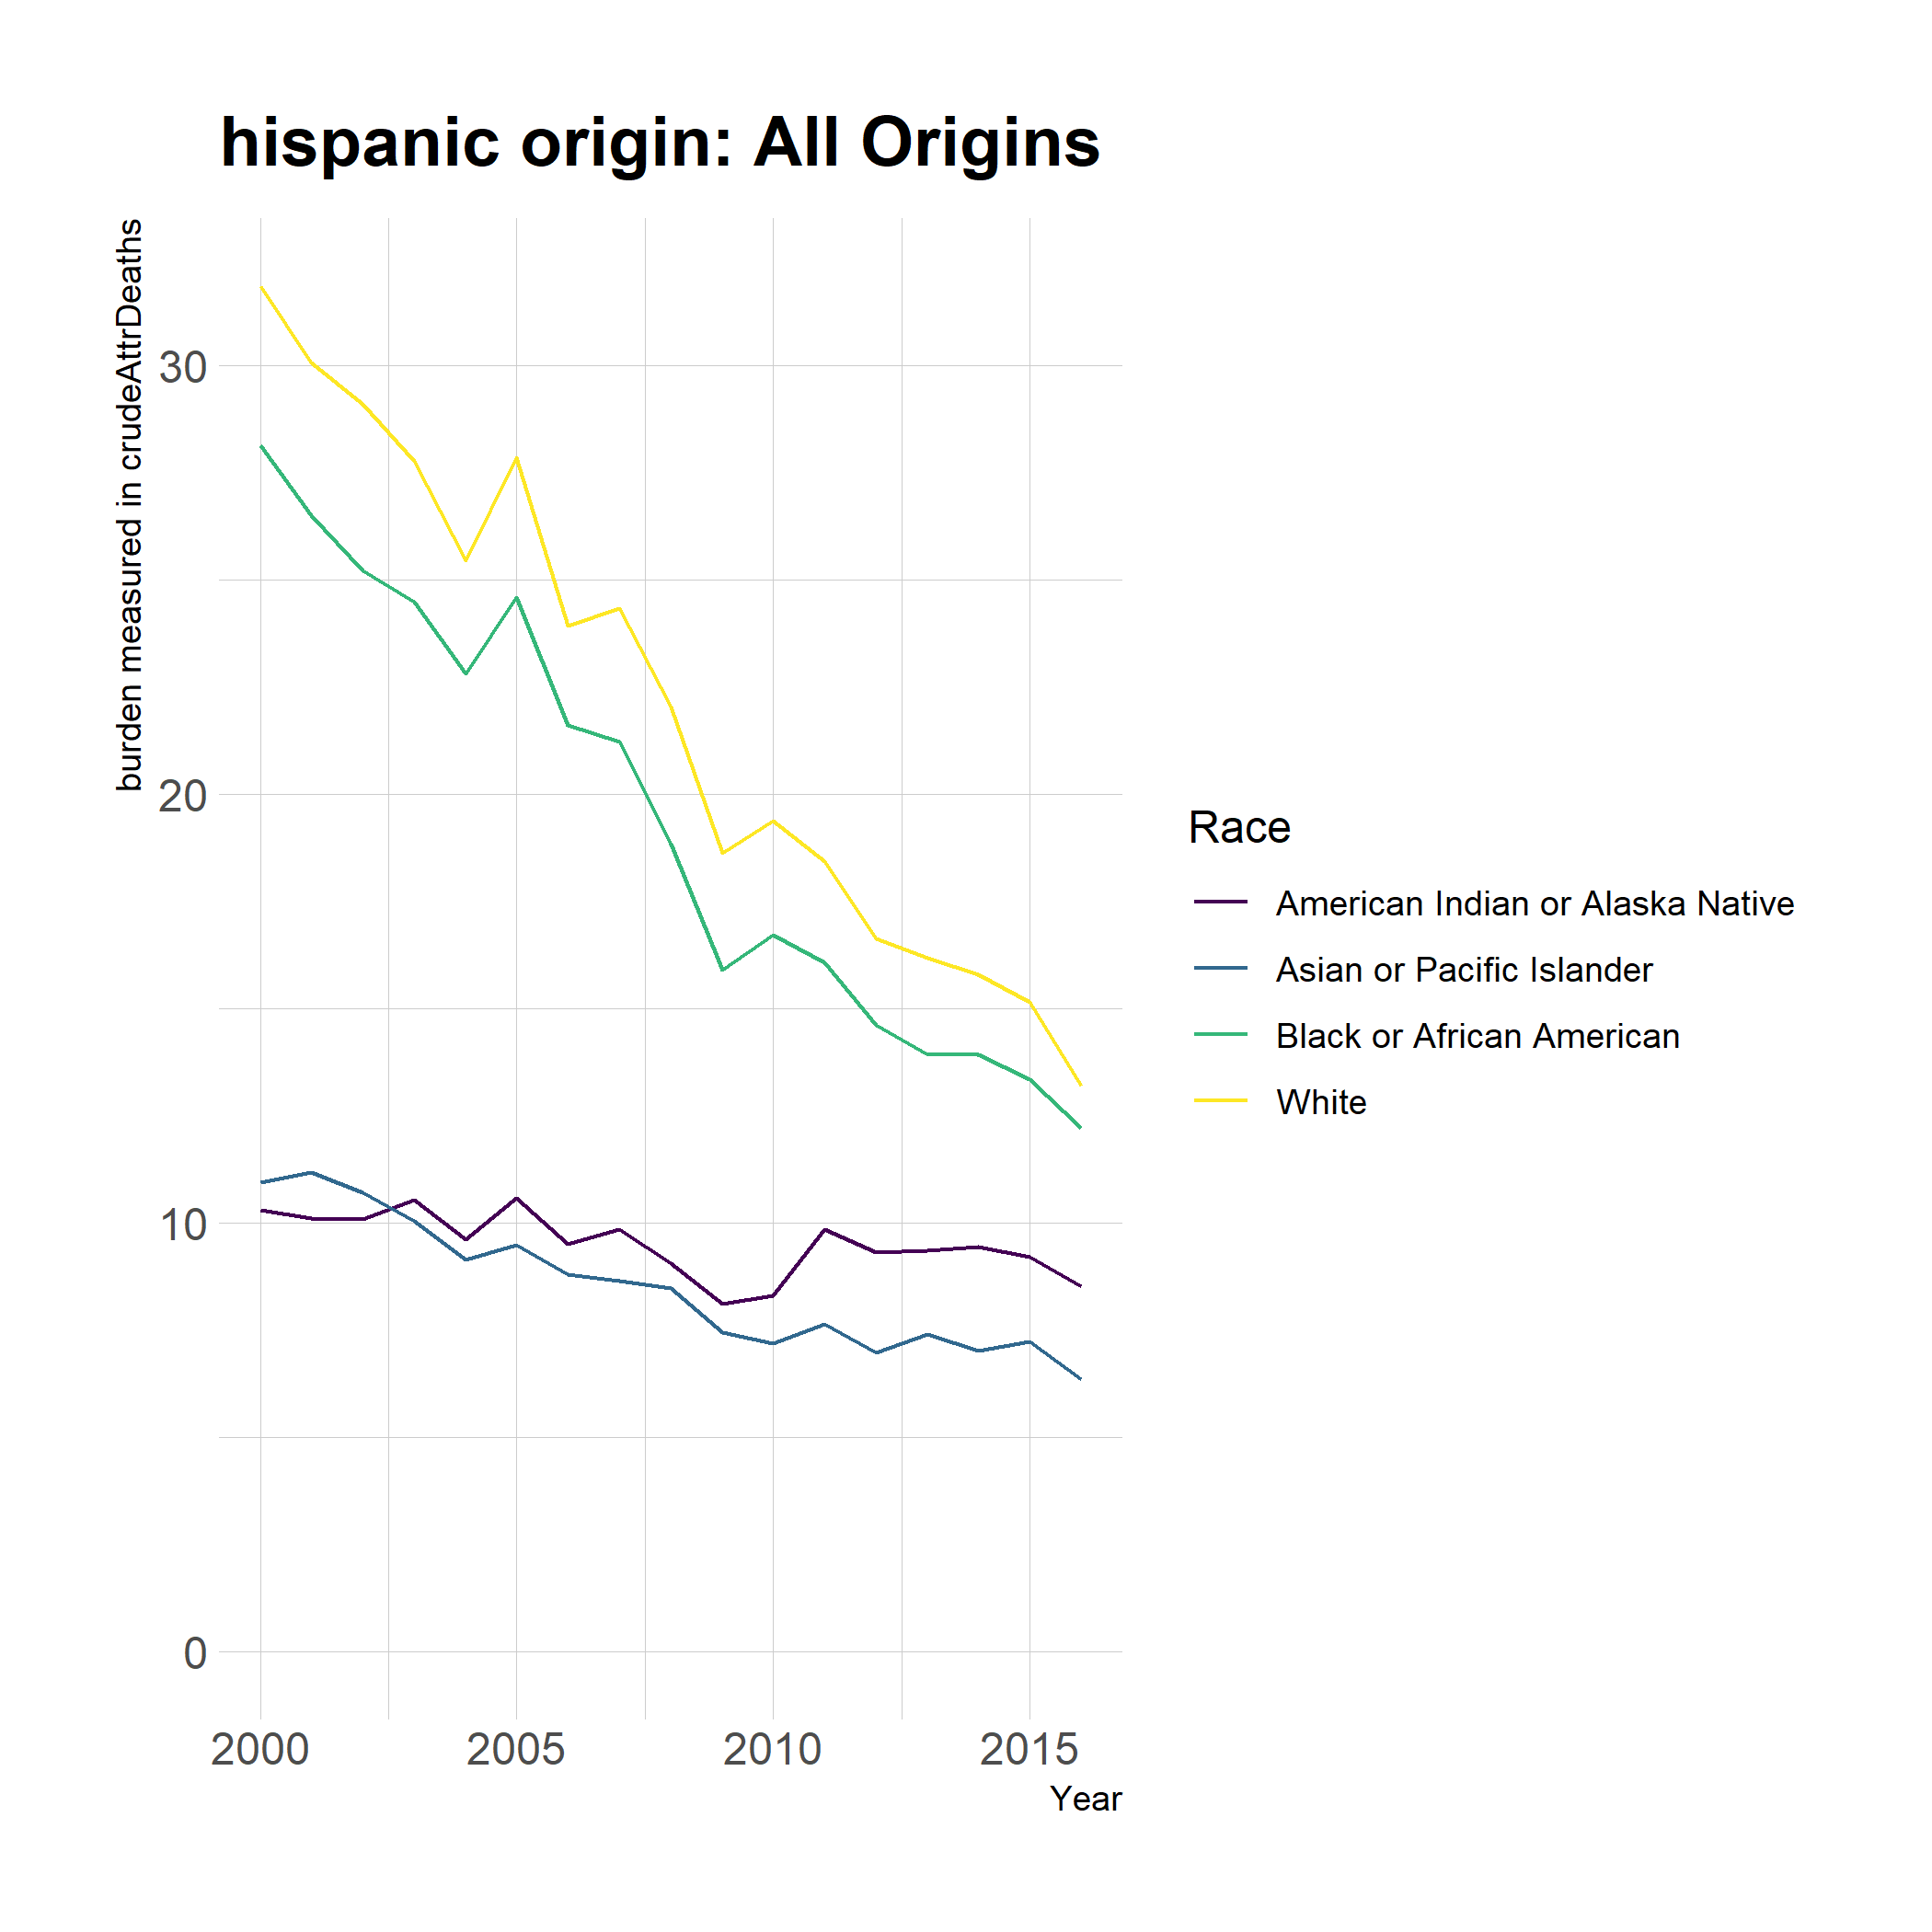 hispanic origin: All Origins
burden measured in crudeAttrDeaths
30
20
10
0
2000 2005 2010 2015
Year
Race
American Indian or Alaska Native
Asian or Pacific Islander
Black or African American
White